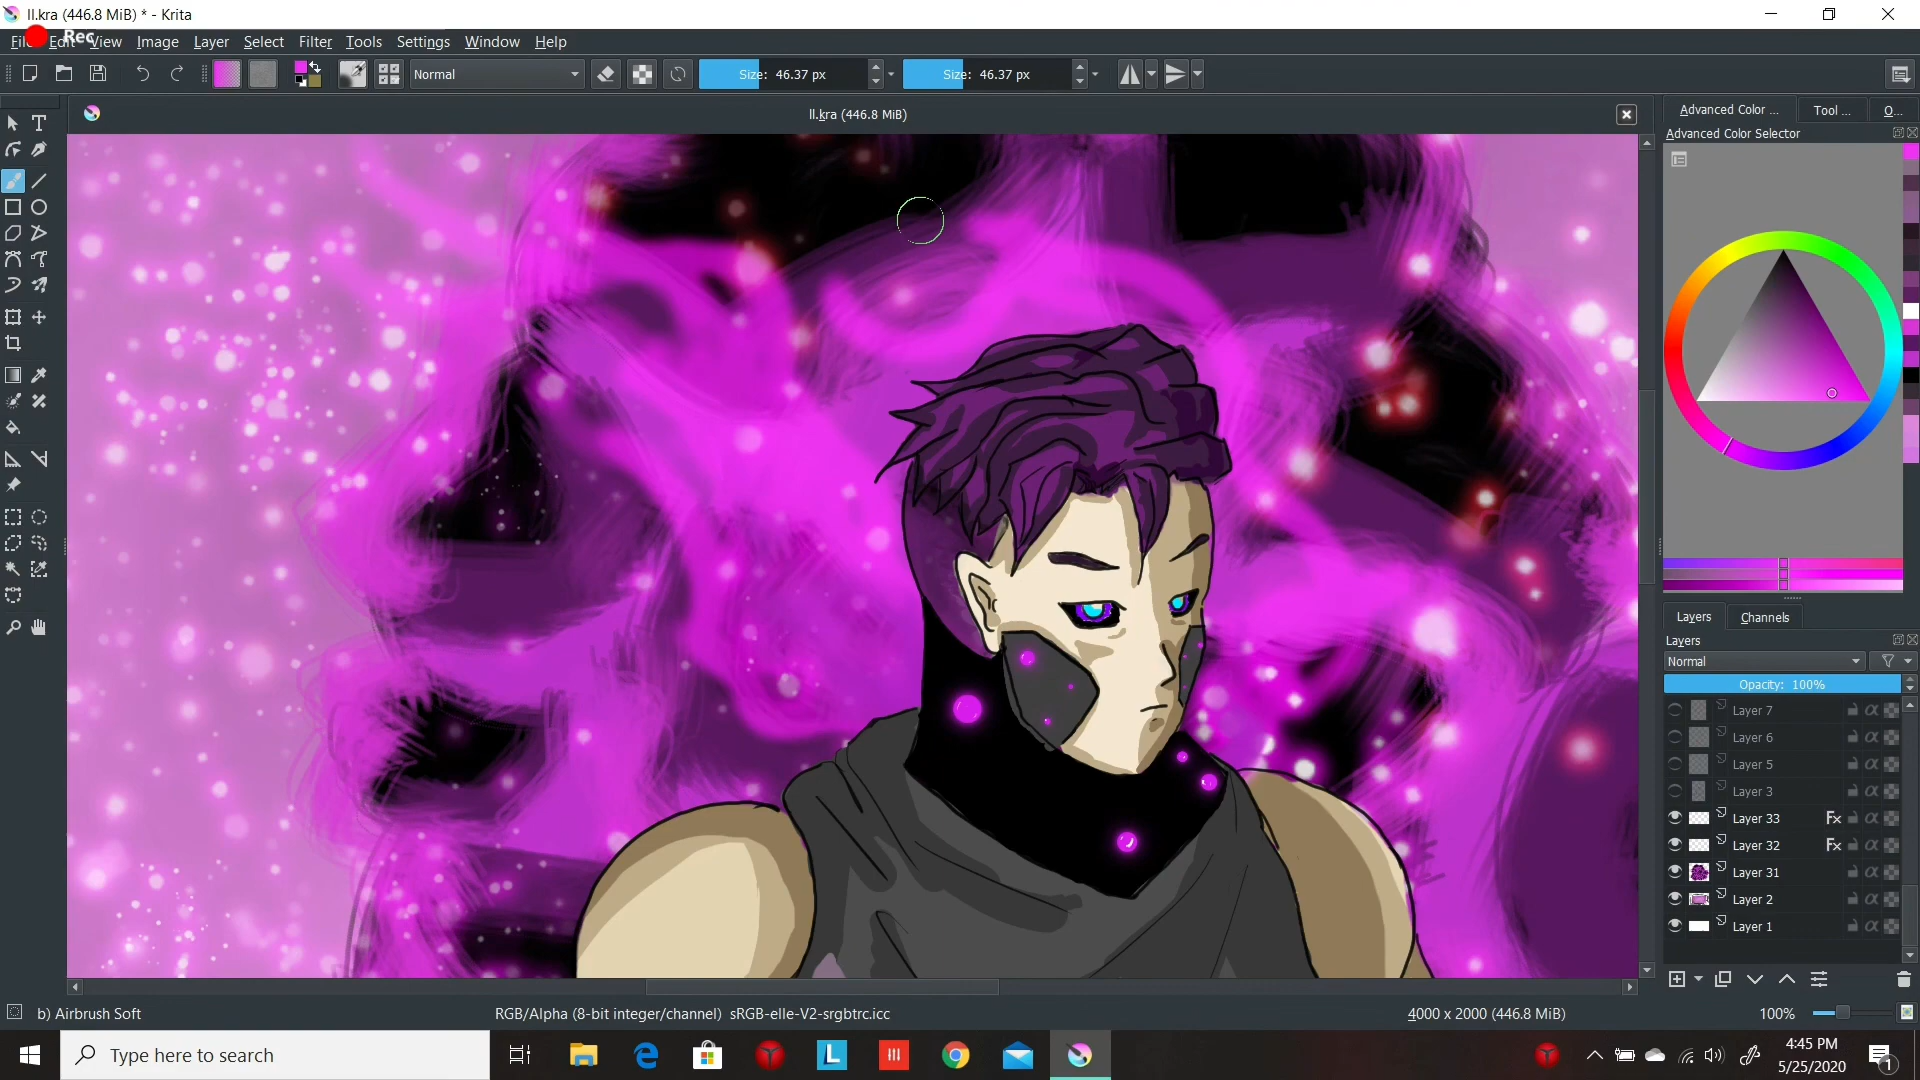 ll.kra (446.8 MiB) * - Krita
Rec
File Edit View Image Layer Select Filter Tools Settings Window Help
Normal Size: 46.37 px Size: 46.37 px
ll.kra (446.8 MiB)
Advanced Color ... Tool ... O...
Advanced Color Selector
Layers Channels
Layers
Normal
Opacity: 100%
Layer 7
Layer 6
Layer 5
Layer 3
Layer 33 Fx
Layer 32 Fx
Layer 31
Layer 2
Layer 1
b) Airbrush Soft RGB/Alpha (8-bit integer/channel) sRGB-elle-V2-srgbtrc.icc 4000 x 2000 (446.8 MiB) 100%
Type here to search
L
4:45 PM
5/25/2020
1